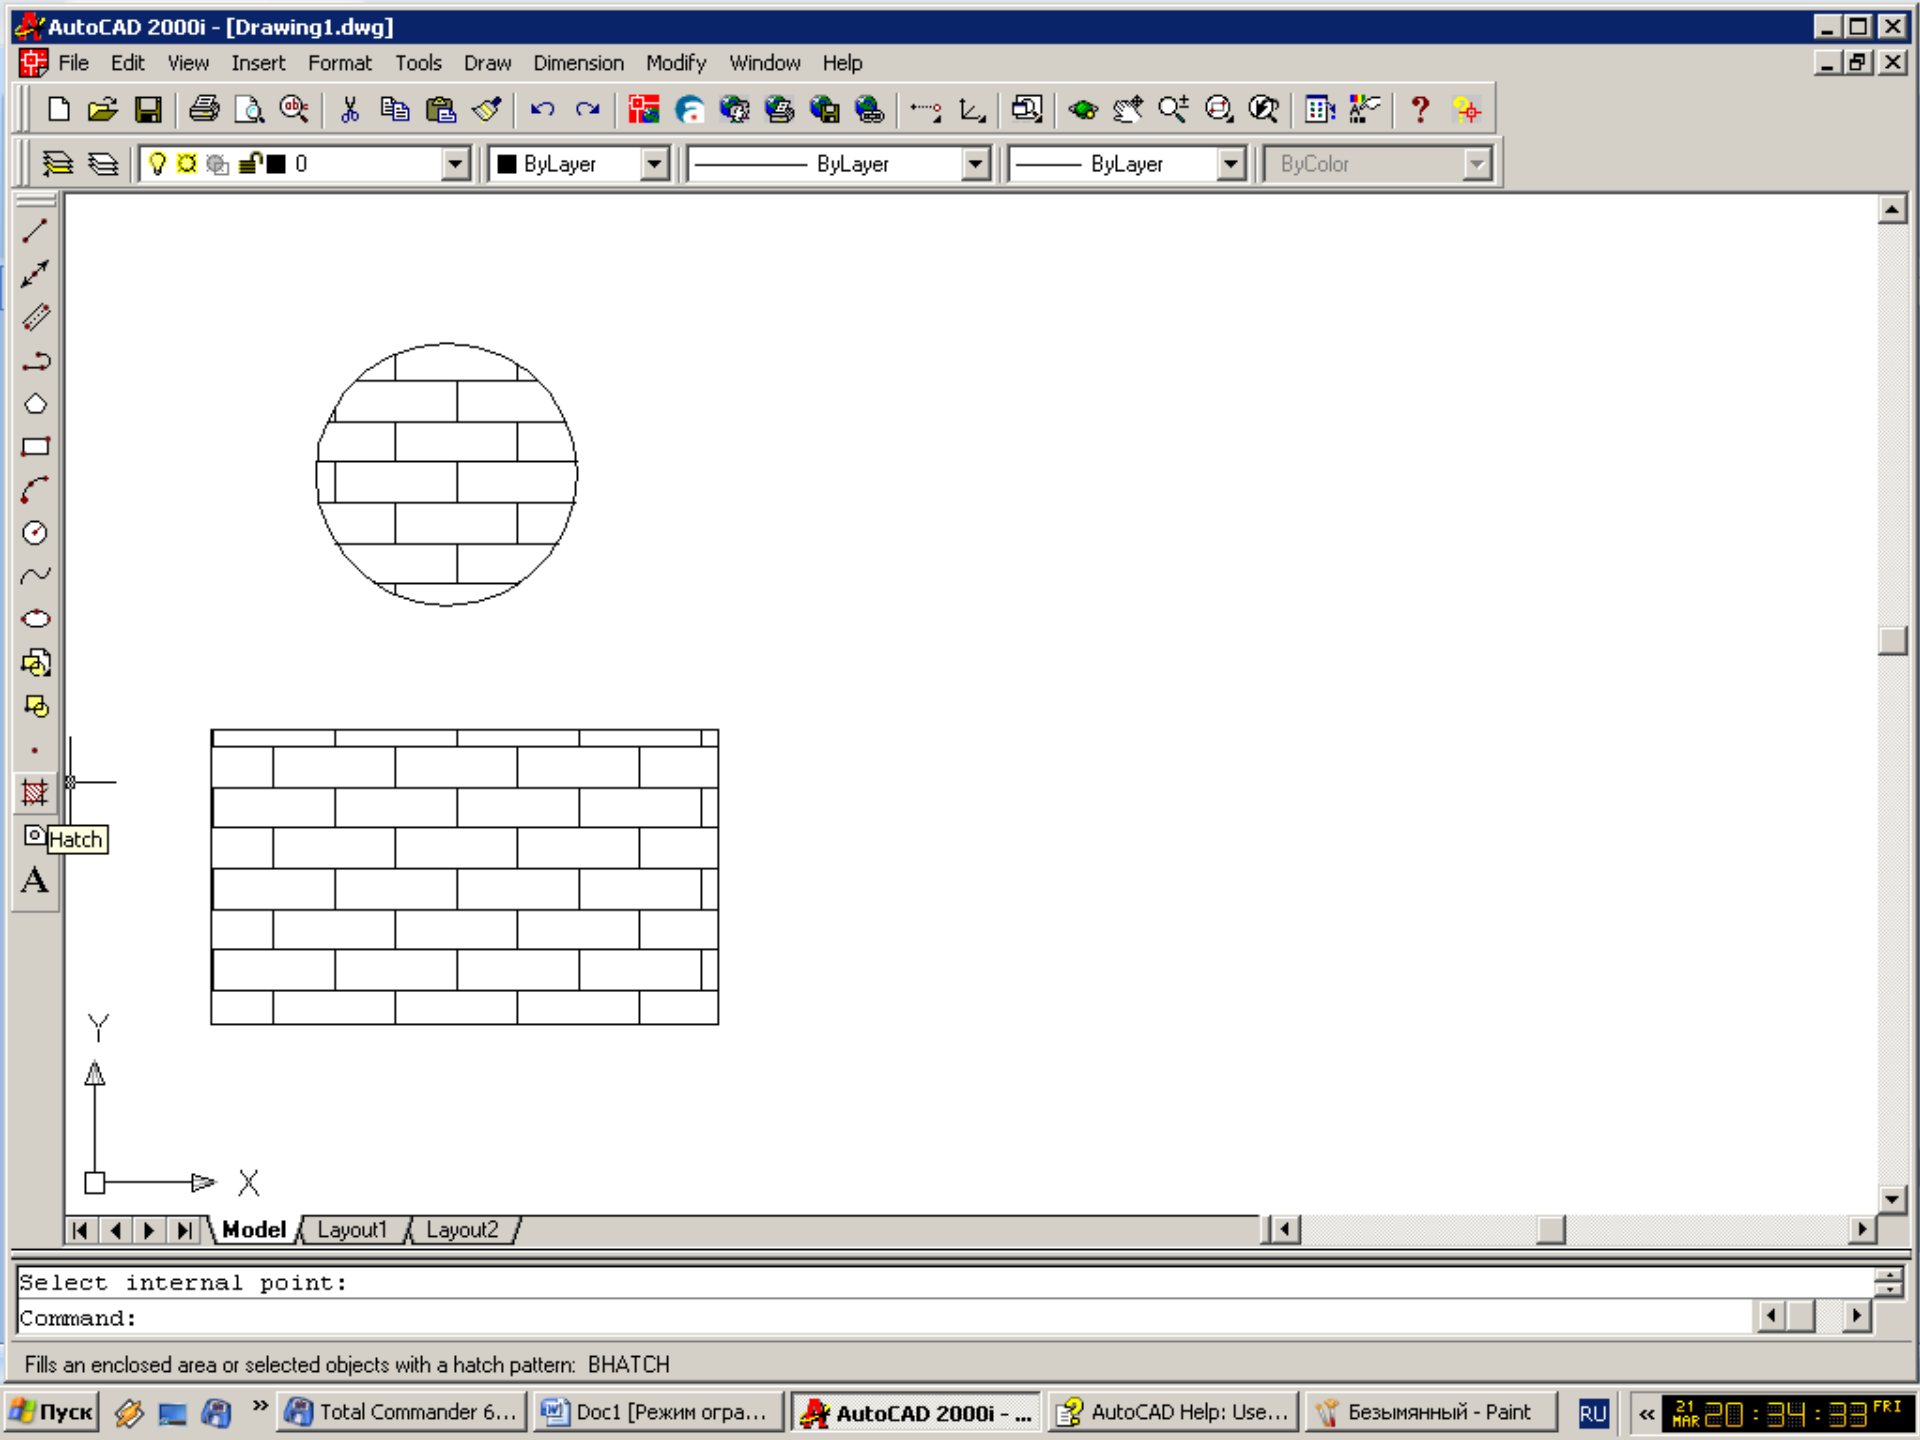 AutoCAD 2000i - [Drawing1.dwg]
File Edit View Insert Format Tools Draw Dimension Modify Window Help
0 ByLayer ByLayer ByLayer ByColor
Hatch
A
Y
X
Model Layout1 Layout2
Select internal point:
Command:
Fills an enclosed area or selected objects with a hatch pattern: BHATCH
Пуск » Total Commander 6... Doc1 [Режим огра... AutoCAD 2000i - ... AutoCAD Help: Use... Безымянный - Paint RU « 21 MAR 20:34:33 FRI